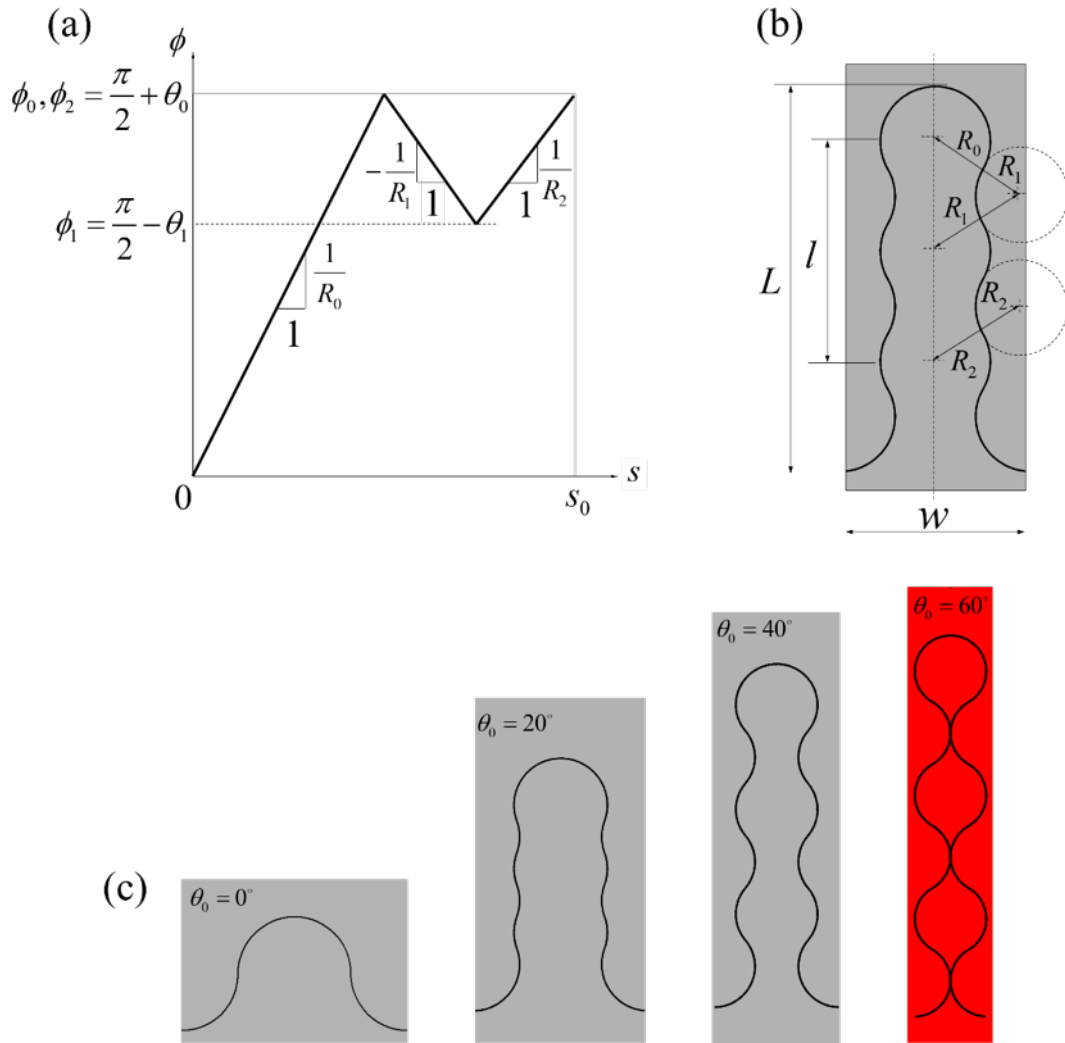 (a)
ϕ
ϕ₀, ϕ₂ = π/2 + θ₀
-1/R₁
1
1/R₂
1
ϕ₁ = π/2 - θ₁
1/R₀
1
0
s₀
s
(b)
R₀
R₁
R₁
L
l
R₂
R₂
w
(c)
θ₀ = 0°
θ₀ = 20°
θ₀ = 40°
θ₀ = 60°